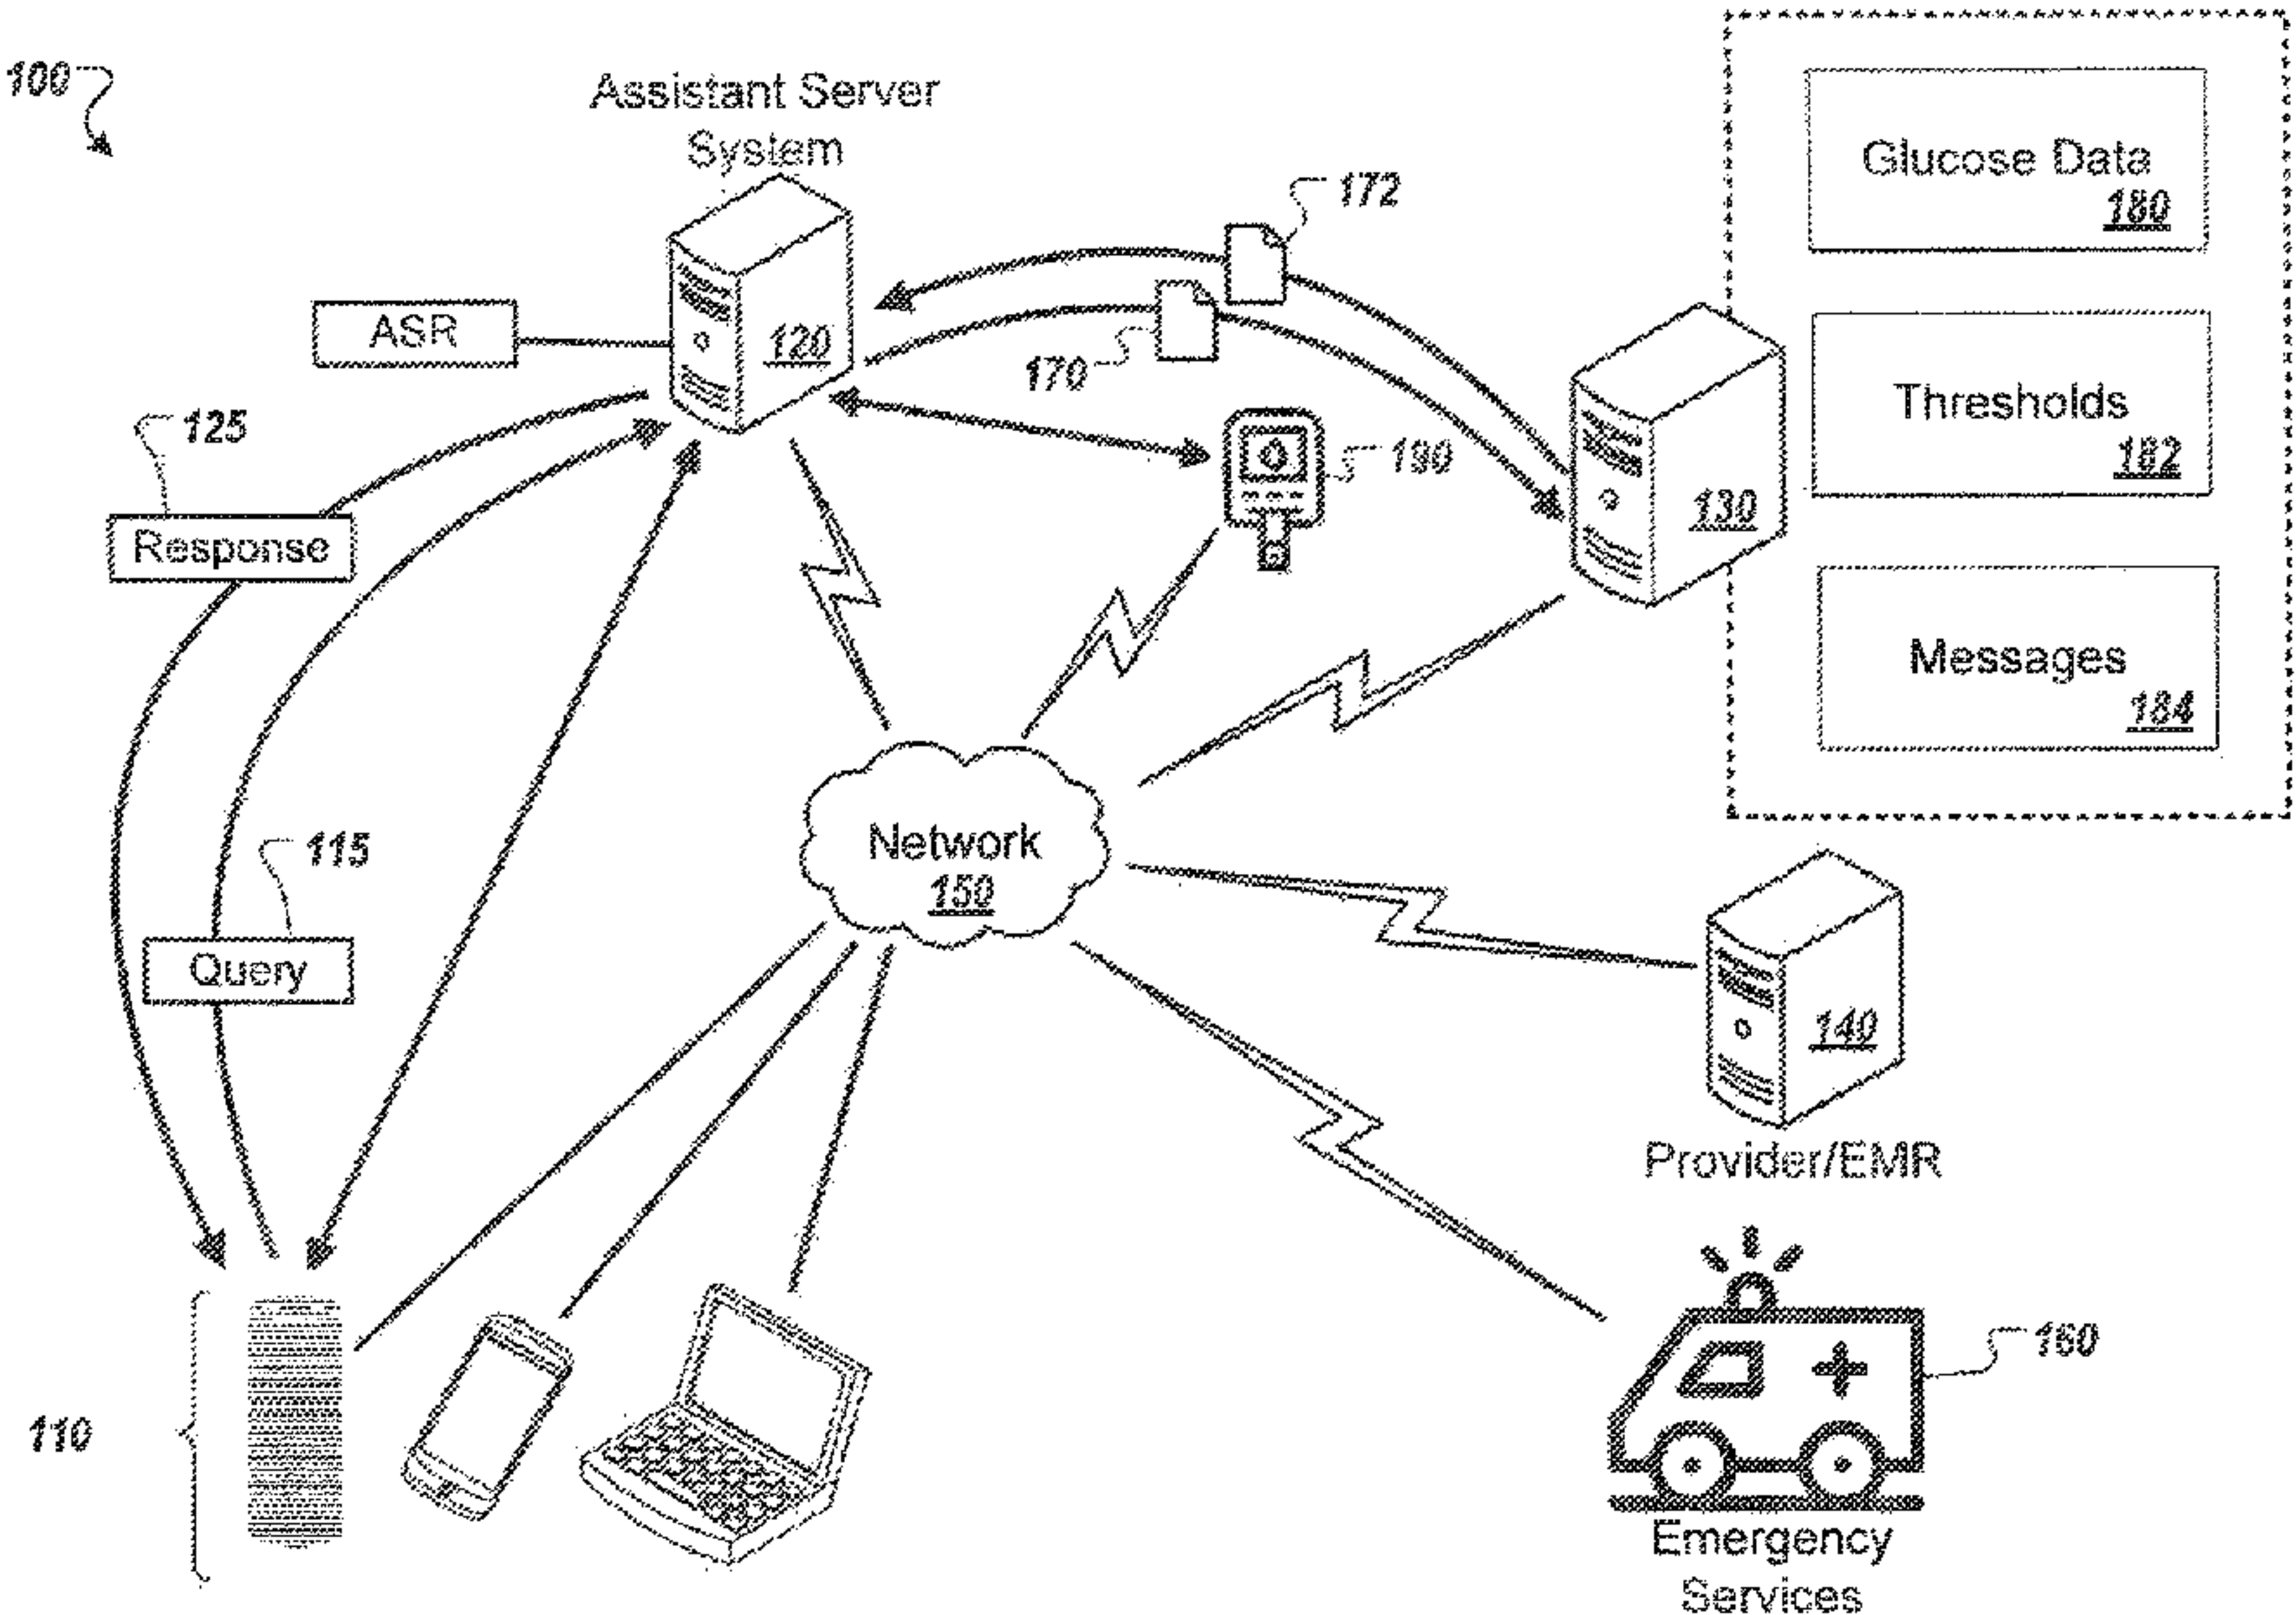 100
Assistant Server
System
172
Glucose Data
180
ASR
120
170
125
190
130
Thresholds
182
Response
Messages
184
115
Network
150
Query
140
Provider/EMR
110
160
Emergency
Services